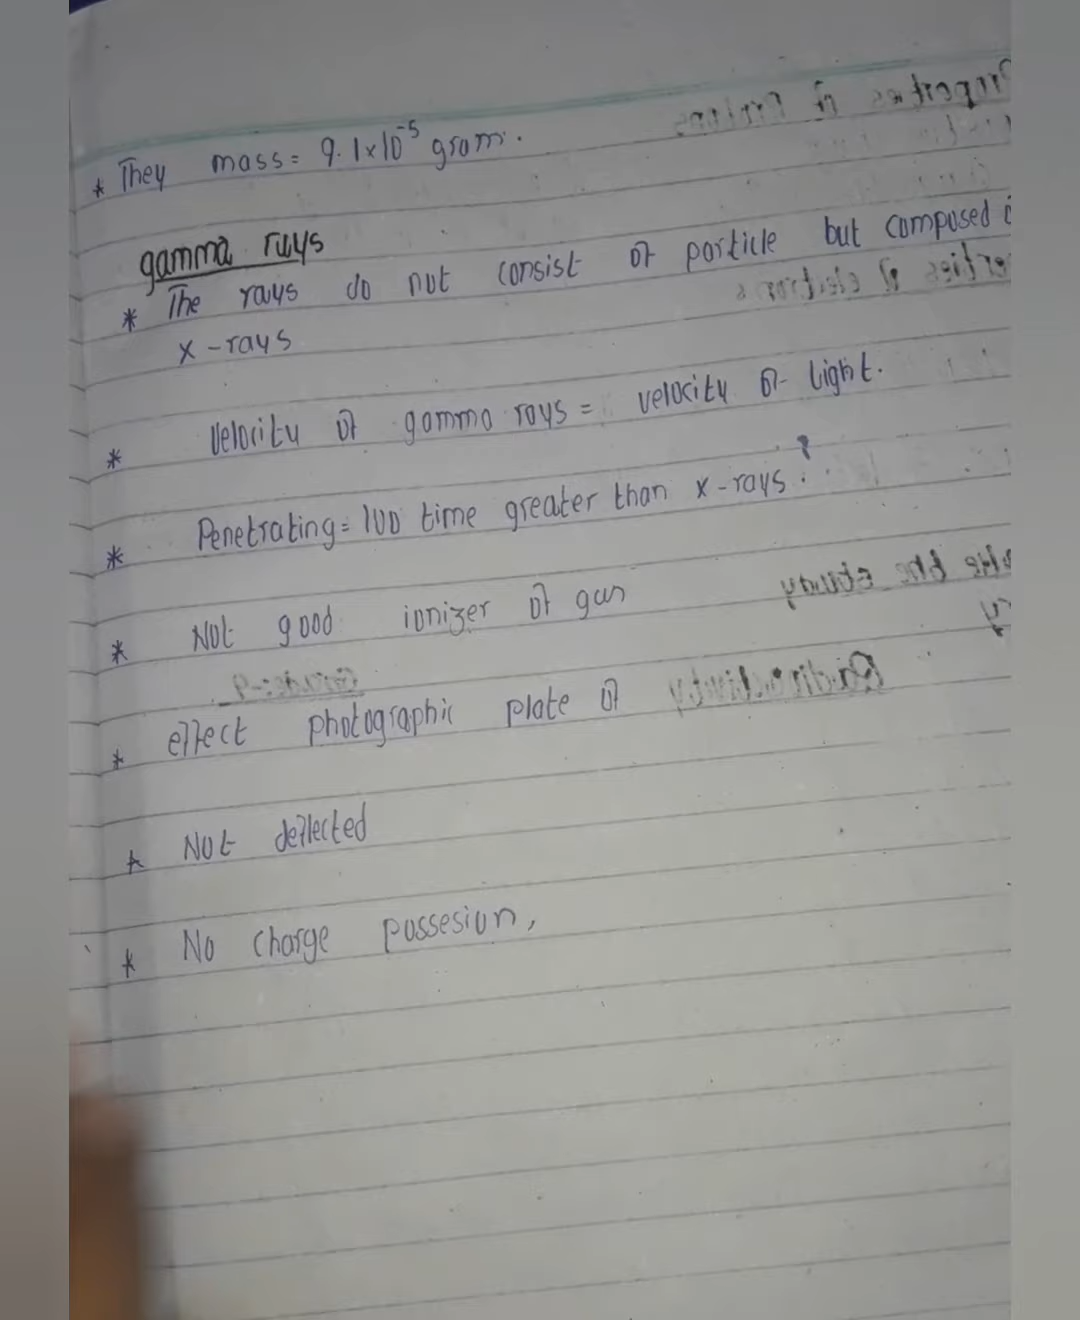 * They mass = 9.1×10⁻⁵ gram.
gamma rays
* The rays do not consist of particle but composed
x-rays
* Velocity of gamma rays = velocity of light.
* Penetrating = 100 time greater than x-rays.
* Not good ionizer of gas
* effect photographic plate of
* Not deflected
* No charge possesion,